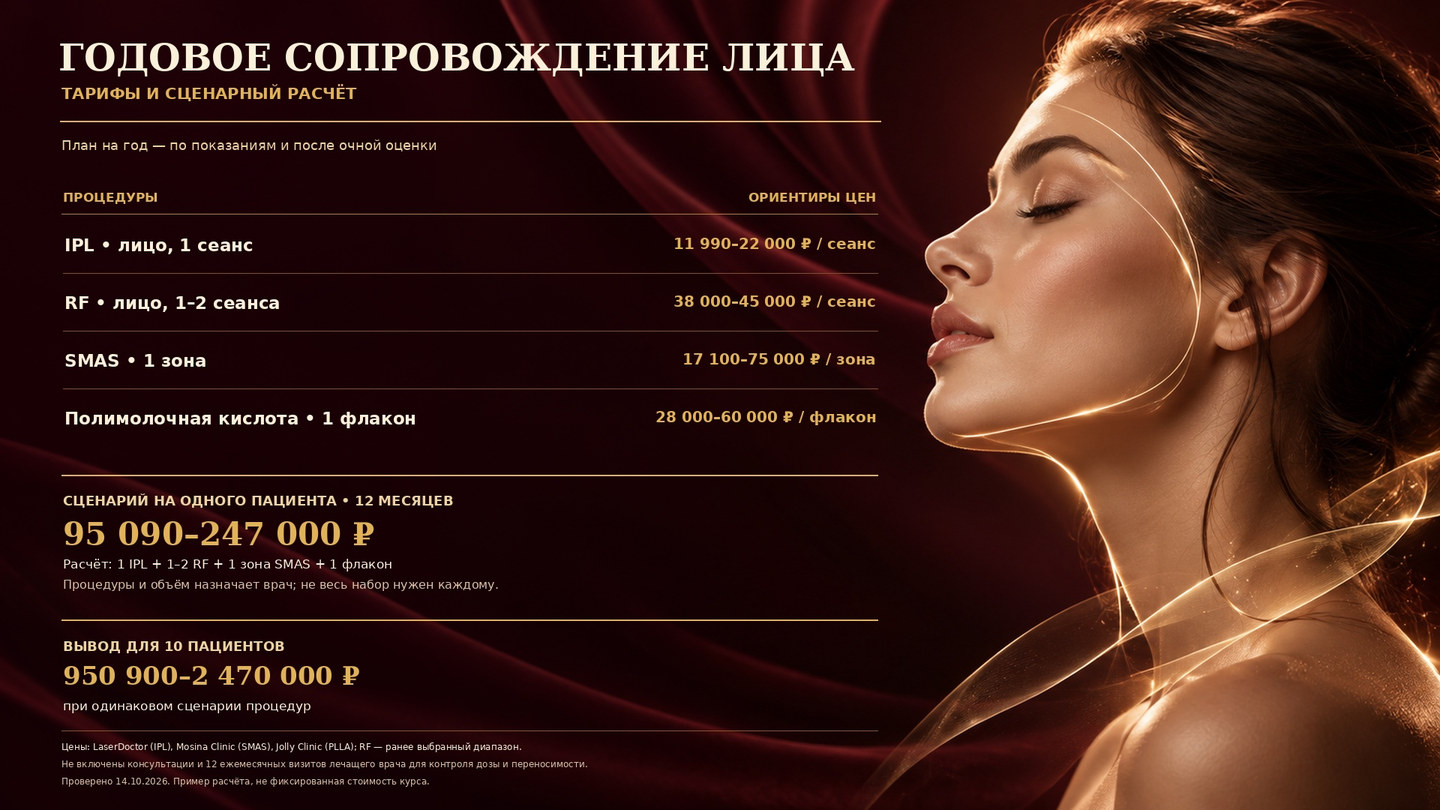 ГОДОВОЕ СОПРОВОЖДЕНИЕ ЛИЦА
ТАРИФЫ И СЦЕНАРНЫЙ РАСЧЁТ
План на год — по показаниям и после очной оценки
ПРОЦЕДУРЫ ОРИЕНТИРЫ ЦЕН
IPL • лицо, 1 сеанс 11 990–22 000 ₽ / сеанс
RF • лицо, 1–2 сеанса 38 000–45 000 ₽ / сеанс
SMAS • 1 зона 17 100–75 000 ₽ / зона
Полимолочная кислота • 1 флакон 28 000–60 000 ₽ / флакон
СЦЕНАРИЙ НА ОДНОГО ПАЦИЕНТА • 12 МЕСЯЦЕВ
95 090–247 000 ₽
Расчёт: 1 IPL + 1–2 RF + 1 зона SMAS + 1 флакон
Процедуры и объём назначает врач; не весь набор нужен каждому.
ВЫВОД ДЛЯ 10 ПАЦИЕНТОВ
950 900–2 470 000 ₽
при одинаковом сценарии процедур
Цены: LaserDoctor (IPL), Mosina Clinic (SMAS), Jolly Clinic (PLLA); RF — ранее выбранный диапазон.
Не включены консультации и 12 ежемесячных визитов лечащего врача для контроля дозы и переносимости.
Проверено 14.10.2026. Пример расчёта, не фиксированная стоимость курса.